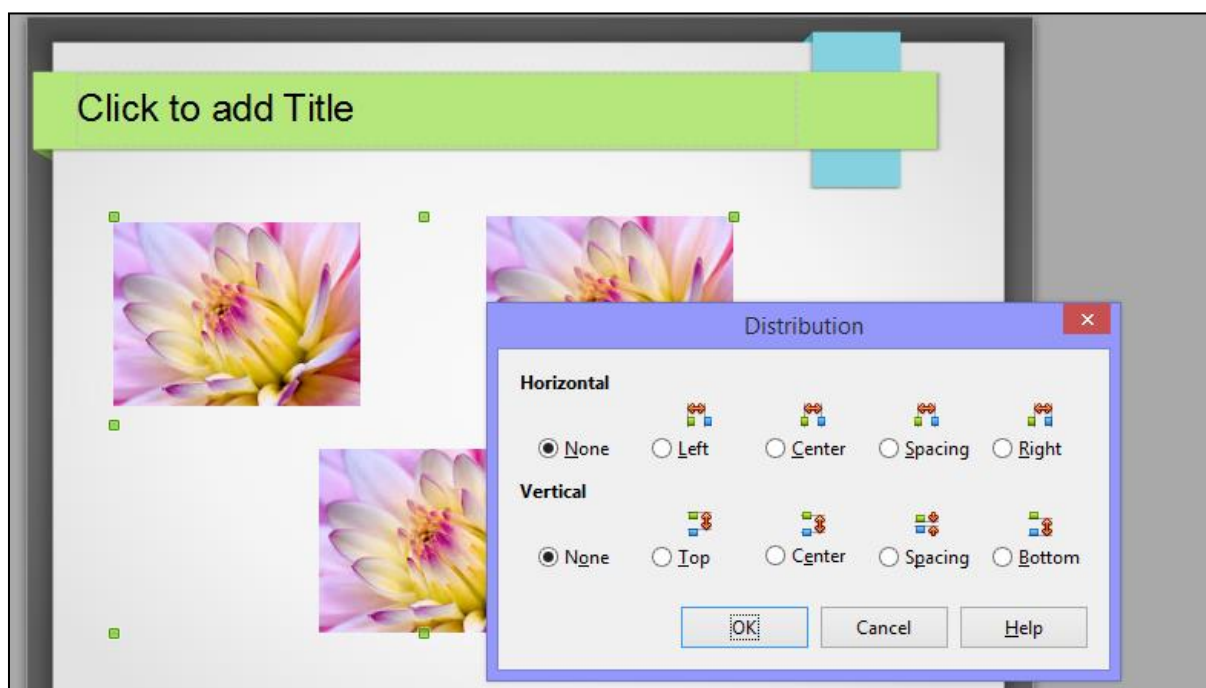 Click to add Title
Distribution
Horizontal
None Left Center Spacing Right
Vertical
None Top Center Spacing Bottom
OK Cancel Help